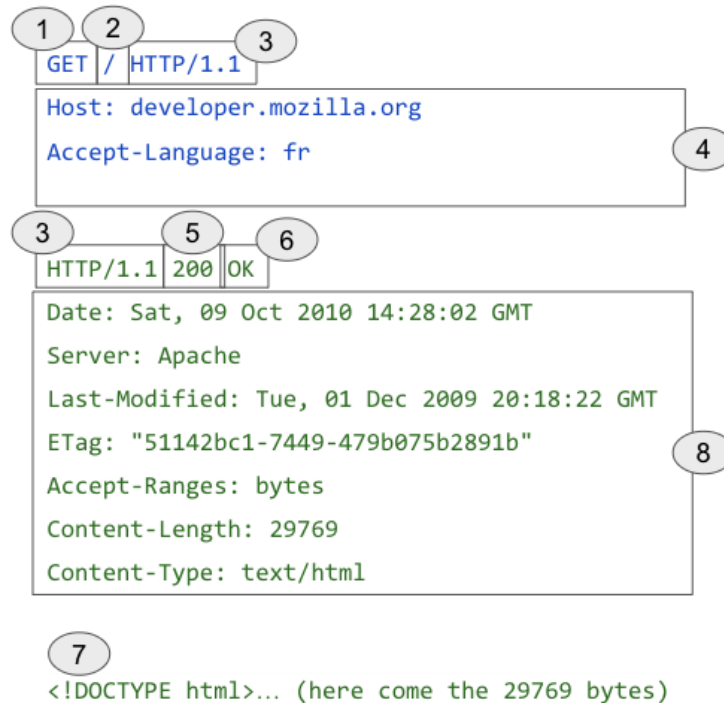 1 2 3
GET / HTTP/1.1
Host: developer.mozilla.org
Accept-Language: fr
4
3 5 6
HTTP/1.1 200 OK
Date: Sat, 09 Oct 2010 14:28:02 GMT
Server: Apache
Last-Modified: Tue, 01 Dec 2009 20:18:22 GMT
ETag: "51142bc1-7449-479b075b2891b"
8
Accept-Ranges: bytes
Content-Length: 29769
Content-Type: text/html
7
<!DOCTYPE html>… (here come the 29769 bytes)